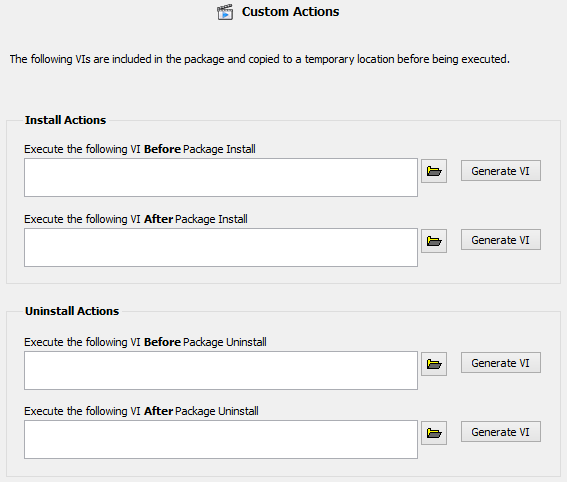 Custom Actions
The following VIs are included in the package and copied to a temporary location before being executed.
Install Actions
Execute the following VI Before Package Install
Generate VI
Execute the following VI After Package Install
Generate VI
Uninstall Actions
Execute the following VI Before Package Uninstall
Generate VI
Execute the following VI After Package Uninstall
Generate VI